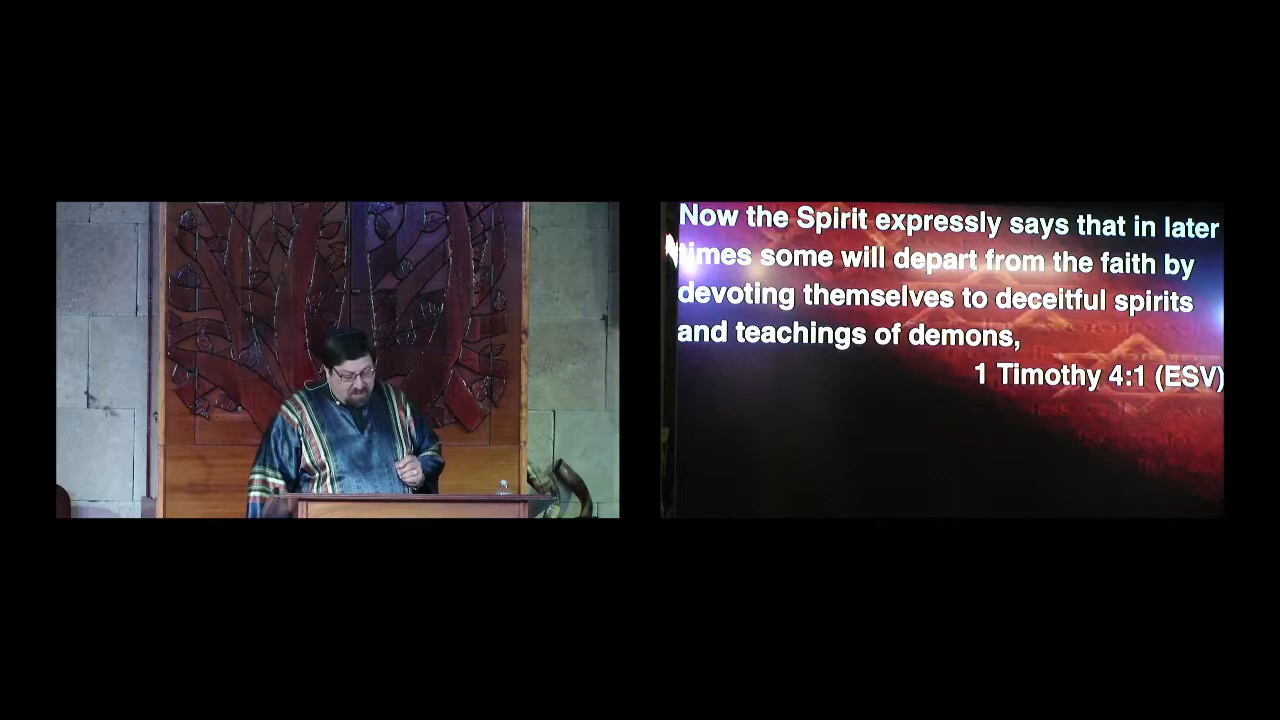 Now the Spirit expressly says that in later
times some will depart from the faith by
devoting themselves to deceitful spirits
and teachings of demons,
1 Timothy 4:1 (ESV)